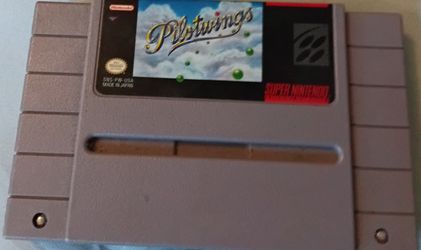 Nintendo
Pilotwings
SNS-PW-USA
MADE IN JAPAN
SUPER NINTENDO